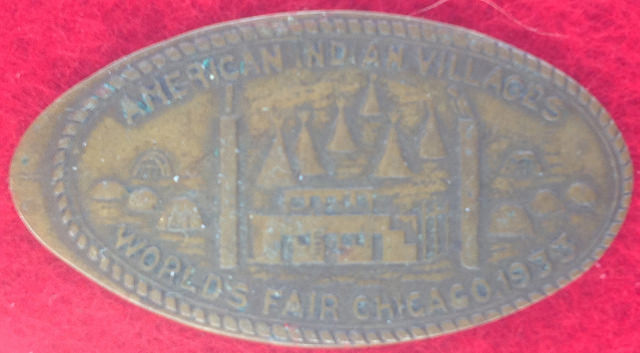 AMERICAN INDIAN VILLAGES
WORLD'S FAIR CHICAGO 1933